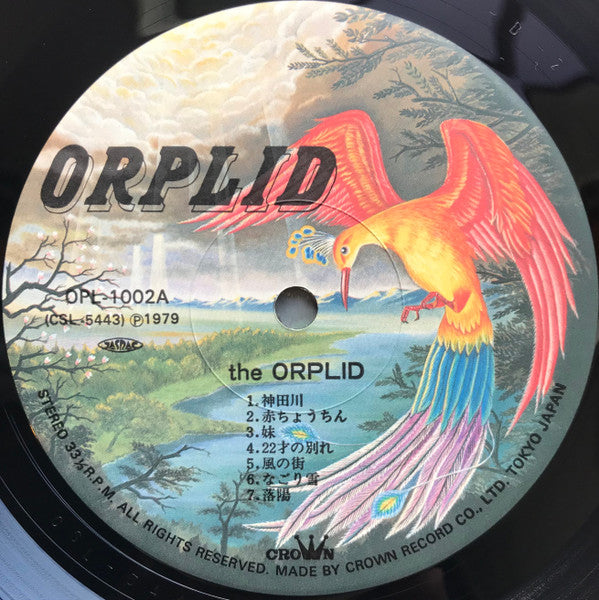 ORPLID
OPL-1002A
(CSL-5443) Ⓟ1979
JASRAC
the ORPLID
1.神田川
2.赤ちょうちん
3.妹
4.22才の別れ
5.風の街
6.なごり雪
7.落陽
CROWN
STEREO 33⅓R.P.M. ALL RIGHTS RESERVED. MADE BY CROWN RECORD CO., LTD. TOKYO JAPAN